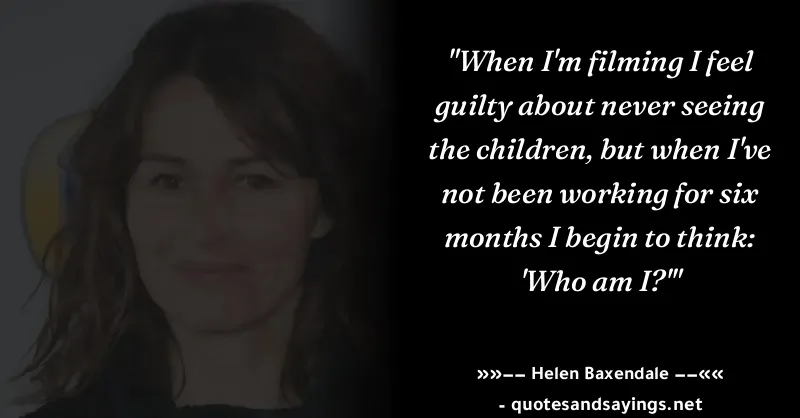 "When I'm filming I feel
guilty about never seeing
the children, but when I've
not been working for six
months I begin to think:
'Who am I?'"
»»−− Helen Baxendale −−««
- quotesandsayings.net